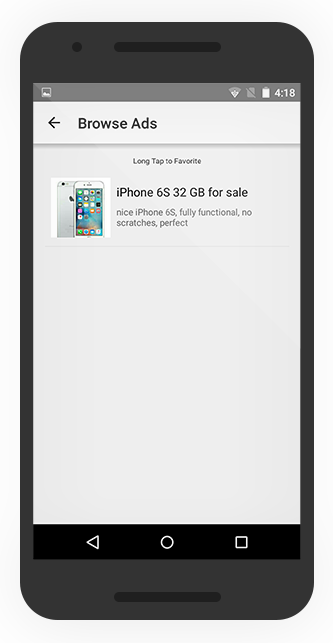 4:18
Browse Ads
Long Tap to Favorite
iPhone 6S 32 GB for sale
nice iPhone 6S, fully functional, no
scratches, perfect